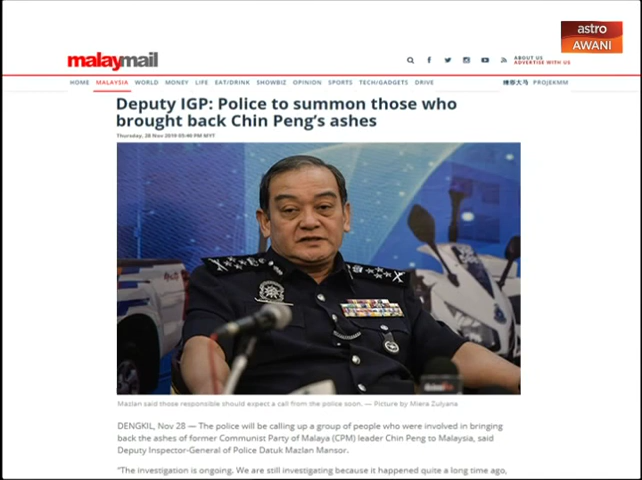 astro
AWANI
malaymail
ABOUT US
ADVERTISE WITH US
HOME MALAYSIA WORLD MONEY LIFE EAT/DRINK SHOWBIZ OPINION SPORTS TECH/GADGETS DRIVE PROJEKMM
Deputy IGP: Police to summon those who
brought back Chin Peng's ashes
Thursday, 28 Nov 2019 05:40 PM MYT
Mazlan said those responsible should expect a call from the police soon. — Picture by Miera Zulyana
DENGKIL, Nov 28 — The police will be calling up a group of people who were involved in bringing
back the ashes of former Communist Party of Malaya (CPM) leader Chin Peng to Malaysia, said
Deputy Inspector-General of Police Datuk Mazlan Mansor.
"The investigation is ongoing. We are still investigating because it happened quite a long time ago,